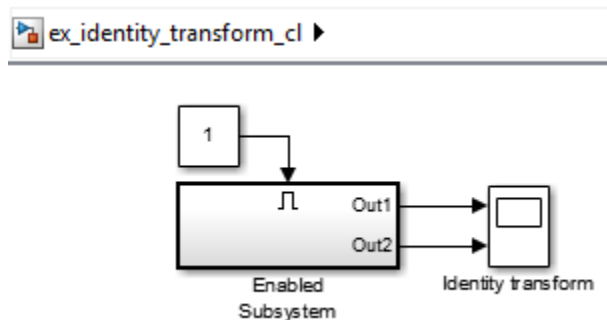 ex_identity_transform_cl
1
Out1
Out2
Enabled
Subsystem
Identity transform